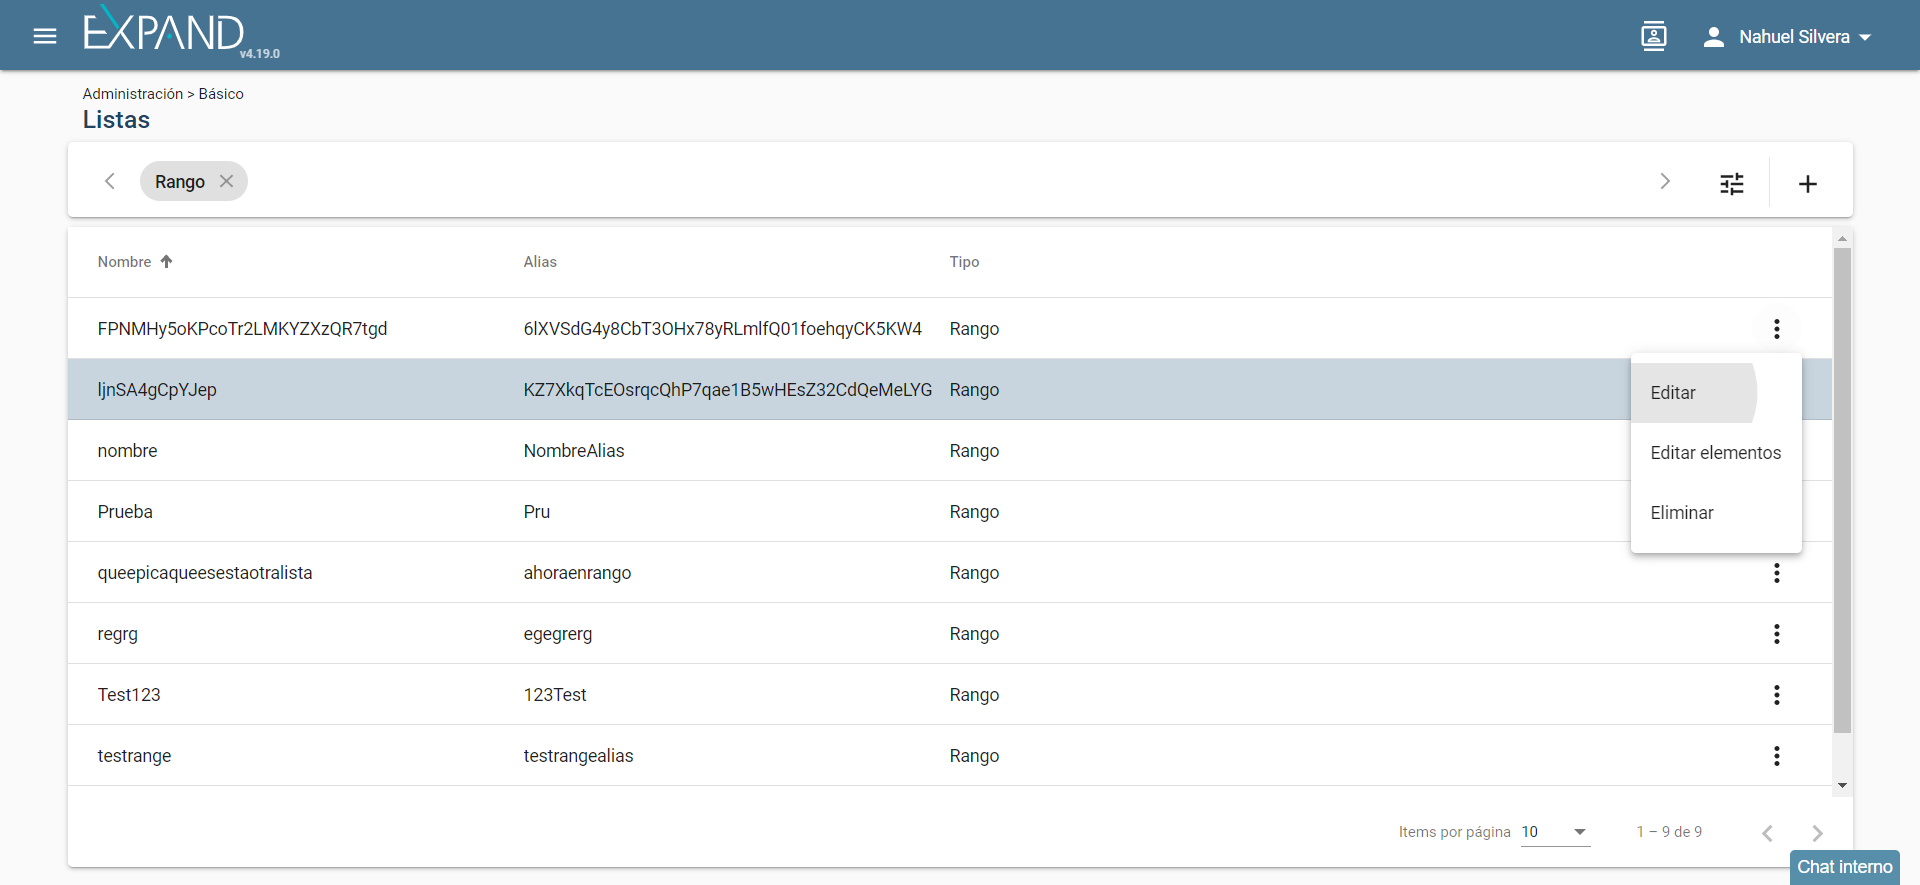 EXPAND
v4.19.0
Nahuel Silvera
Administración > Básico
Listas
Rango
Nombre Alias Tipo
FPNMHy5oKPcoTr2LMKYZXzQR7tgd 6lXVSdG4y8CbT3OHx78yRLmlfQ01foehqyCK5KW4 Rango
ljnSA4gCpYJep KZ7XkqTcEOsrqcQhP7qae1B5wHEsZ32CdQeMeLYG Rango
Editar
nombre NombreAlias Rango
Editar elementos
Prueba Pru Rango
Eliminar
queepicaqueesestaotralista ahoraenrango Rango
regrg egegrerg Rango
Test123 123Test Rango
testrange testrangealias Rango
Items por página 10 1 – 9 de 9
Chat interno